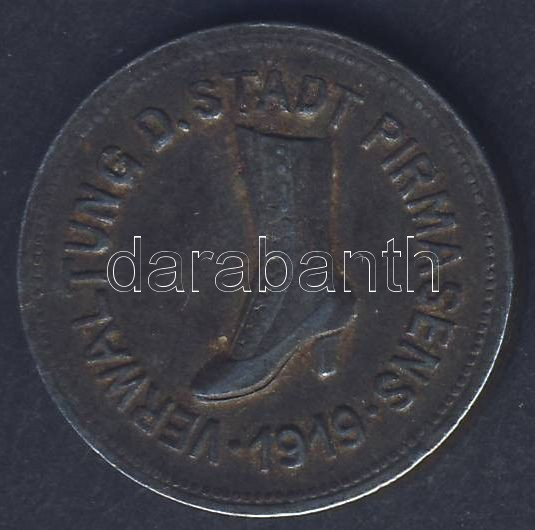 VERWALTUNG D. STADT PIRMASENS · 1919 ·
darabanth